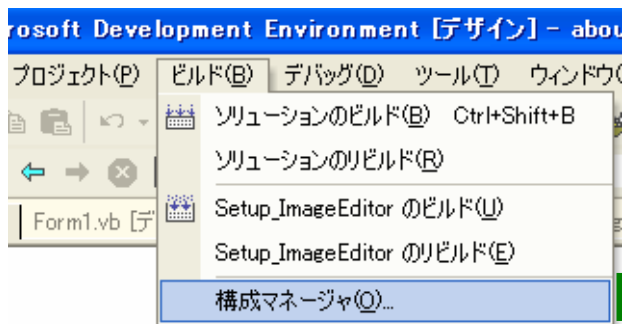 rosoft Development Environment [デザイン] - abou
プロジェクト(P) ビルド(B) デバッグ(D) ツール(T) ウィンドウ(
ソリューションのビルド(B) Ctrl+Shift+B
ソリューションのリビルド(R)
Form1.vb [デ
Setup_ImageEditor のビルド(U)
Setup_ImageEditor のリビルド(E)
構成マネージャ(O)...